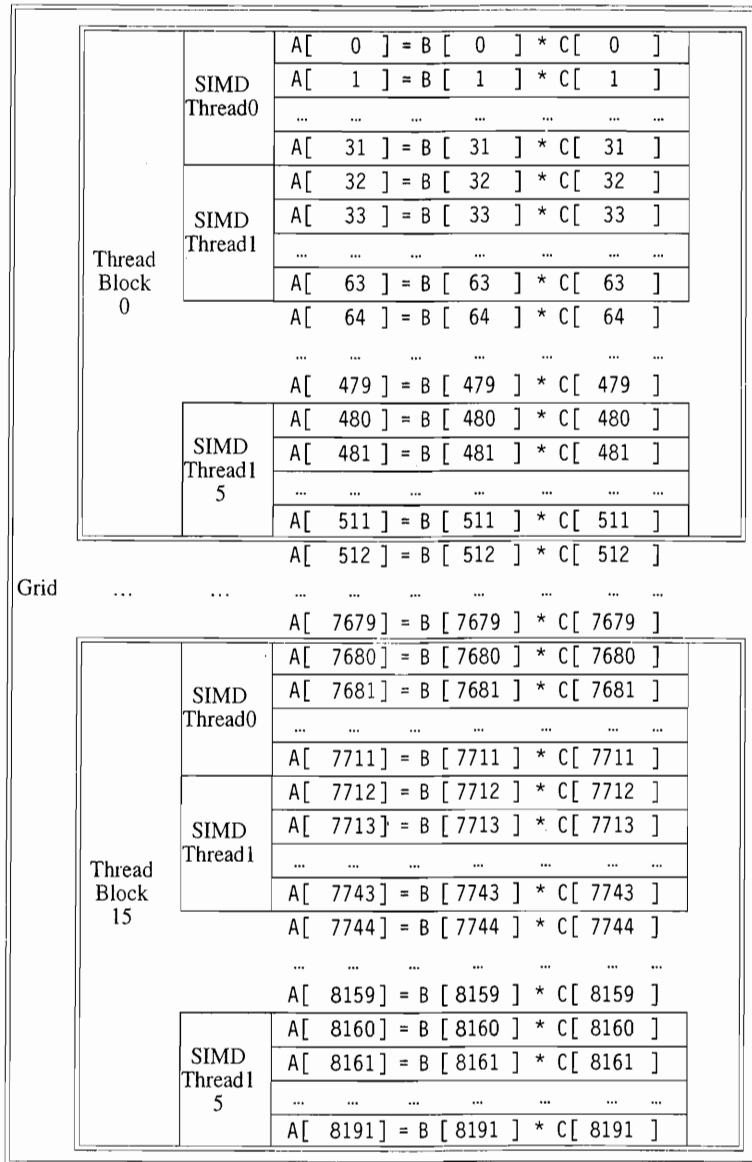 A[ 0 ] = B [ 0 ] * C[ 0 ]
SIMD Thread0
A[ 1 ] = B [ 1 ] * C[ 1 ]
... ... ... ... ... ... ...
A[ 31 ] = B [ 31 ] * C[ 31 ]
A[ 32 ] = B [ 32 ] * C[ 32 ]
SIMD Thread1
A[ 33 ] = B [ 33 ] * C[ 33 ]
... ... ... ... ... ...
Thread Block 0
A[ 63 ] = B [ 63 ] * C[ 63 ]
A[ 64 ] = B [ 64 ] * C[ 64 ]
... ... ... ... ... ... ...
A[ 479 ] = B [ 479 ] * C[ 479 ]
A[ 480 ] = B [ 480 ] * C[ 480 ]
SIMD Thread1 5
A[ 481 ] = B [ 481 ] * C[ 481 ]
... ... ... ... ... ... ...
A[ 511 ] = B [ 511 ] * C[ 511 ]
A[ 512 ] = B [ 512 ] * C[ 512 ]
Grid ... ... ... ... ... ... ... ... ...
A[ 7679] = B [ 7679 ] * C[ 7679 ]
A[ 7680] = B [ 7680 ] * C[ 7680 ]
SIMD Thread0
A[ 7681] = B [ 7681 ] * C[ 7681 ]
... ... ... ... ... ... ...
A[ 7711] = B [ 7711 ] * C[ 7711 ]
A[ 7712] = B [ 7712 ] * C[ 7712 ]
SIMD Thread1
A[ 7713] = B [ 7713 ] * C[ 7713 ]
... ... ... ... ... ... ...
Thread Block 15
A[ 7743] = B [ 7743 ] * C[ 7743 ]
A[ 7744] = B [ 7744 ] * C[ 7744 ]
... ... ... ... ... ... ...
A[ 8159] = B [ 8159 ] * C[ 8159 ]
A[ 8160] = B [ 8160 ] * C[ 8160 ]
SIMD Thread1 5
A[ 8161] = B [ 8161 ] * C[ 8161 ]
... ... ... ... ... ... ...
A[ 8191] = B [ 8191 ] * C[ 8191 ]